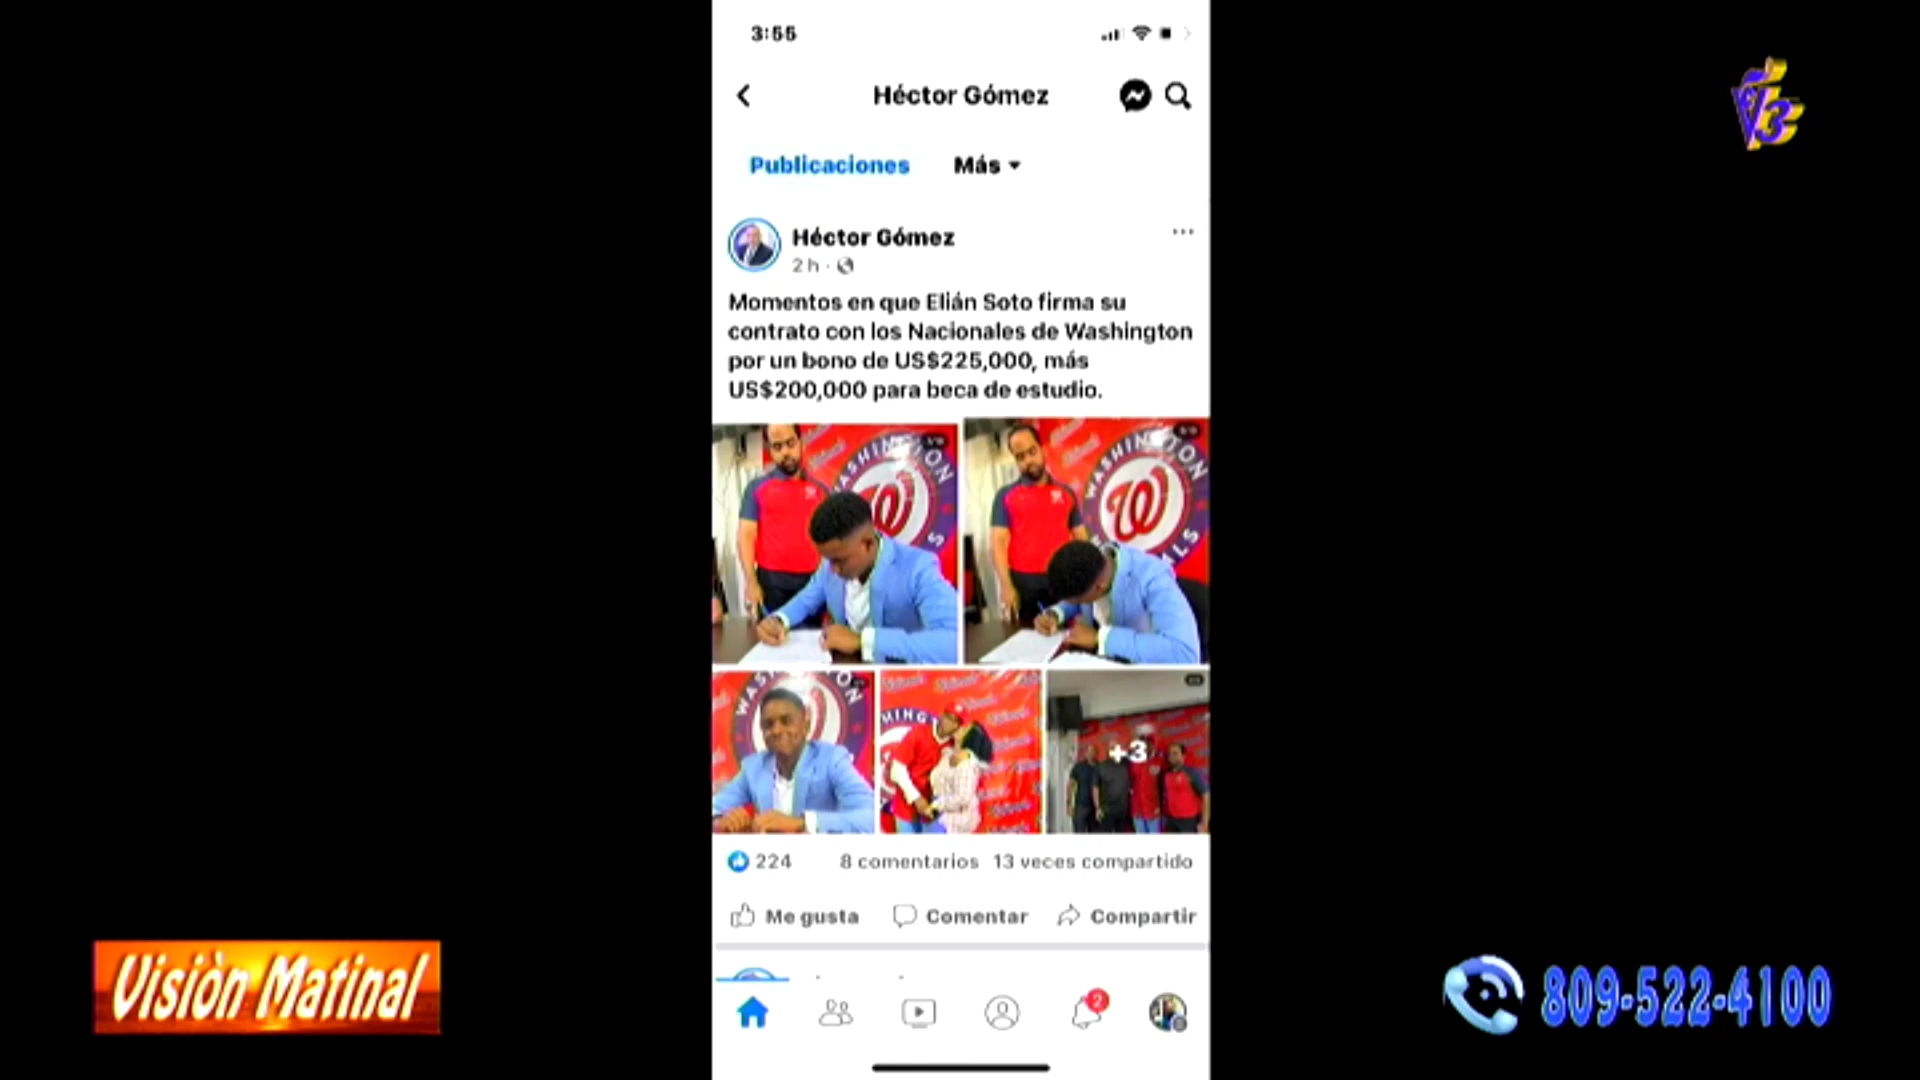 3:55
Héctor Gómez
Publicaciones
Más
Héctor Gómez
2 h ·
Momentos en que Elián Soto firma su
contrato con los Nacionales de Washington
por un bono de US$225,000, más
US$200,000 para beca de estudio.
WASHINGTON
W
WASHINGTON
W
+3
224
8 comentarios
13 veces compartido
Me gusta
Comentar
Compartir
2
Visiòn Matinal
809-522-4100